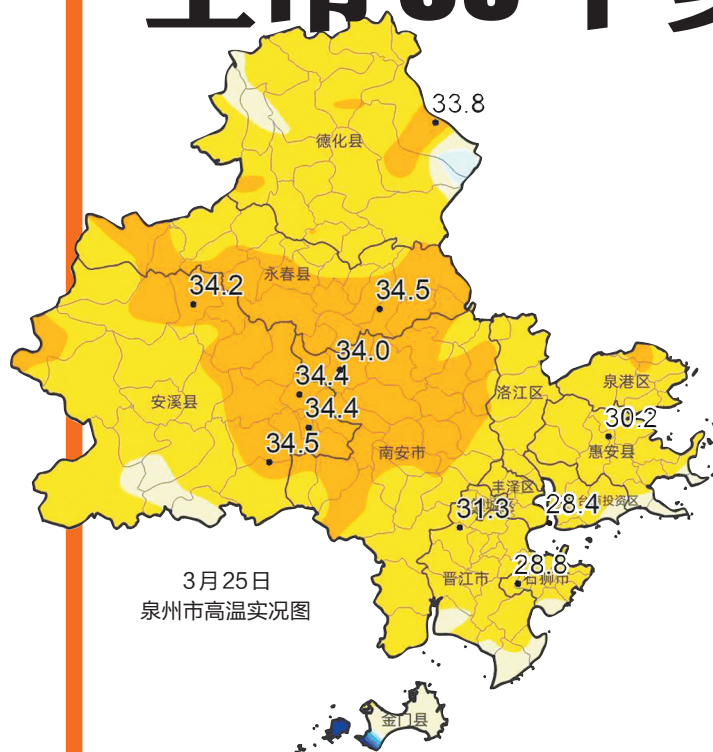 33.8
德化县
永春县
34.2
34.5
34.0
34.4
安溪县
34.4
34.5
南安市
洛江区
泉港区
30.2
惠安县
丰泽区
31.3
28.4
投资区
28.8
晋江市
石狮市
3月25日
泉州市高温实况图
金门县